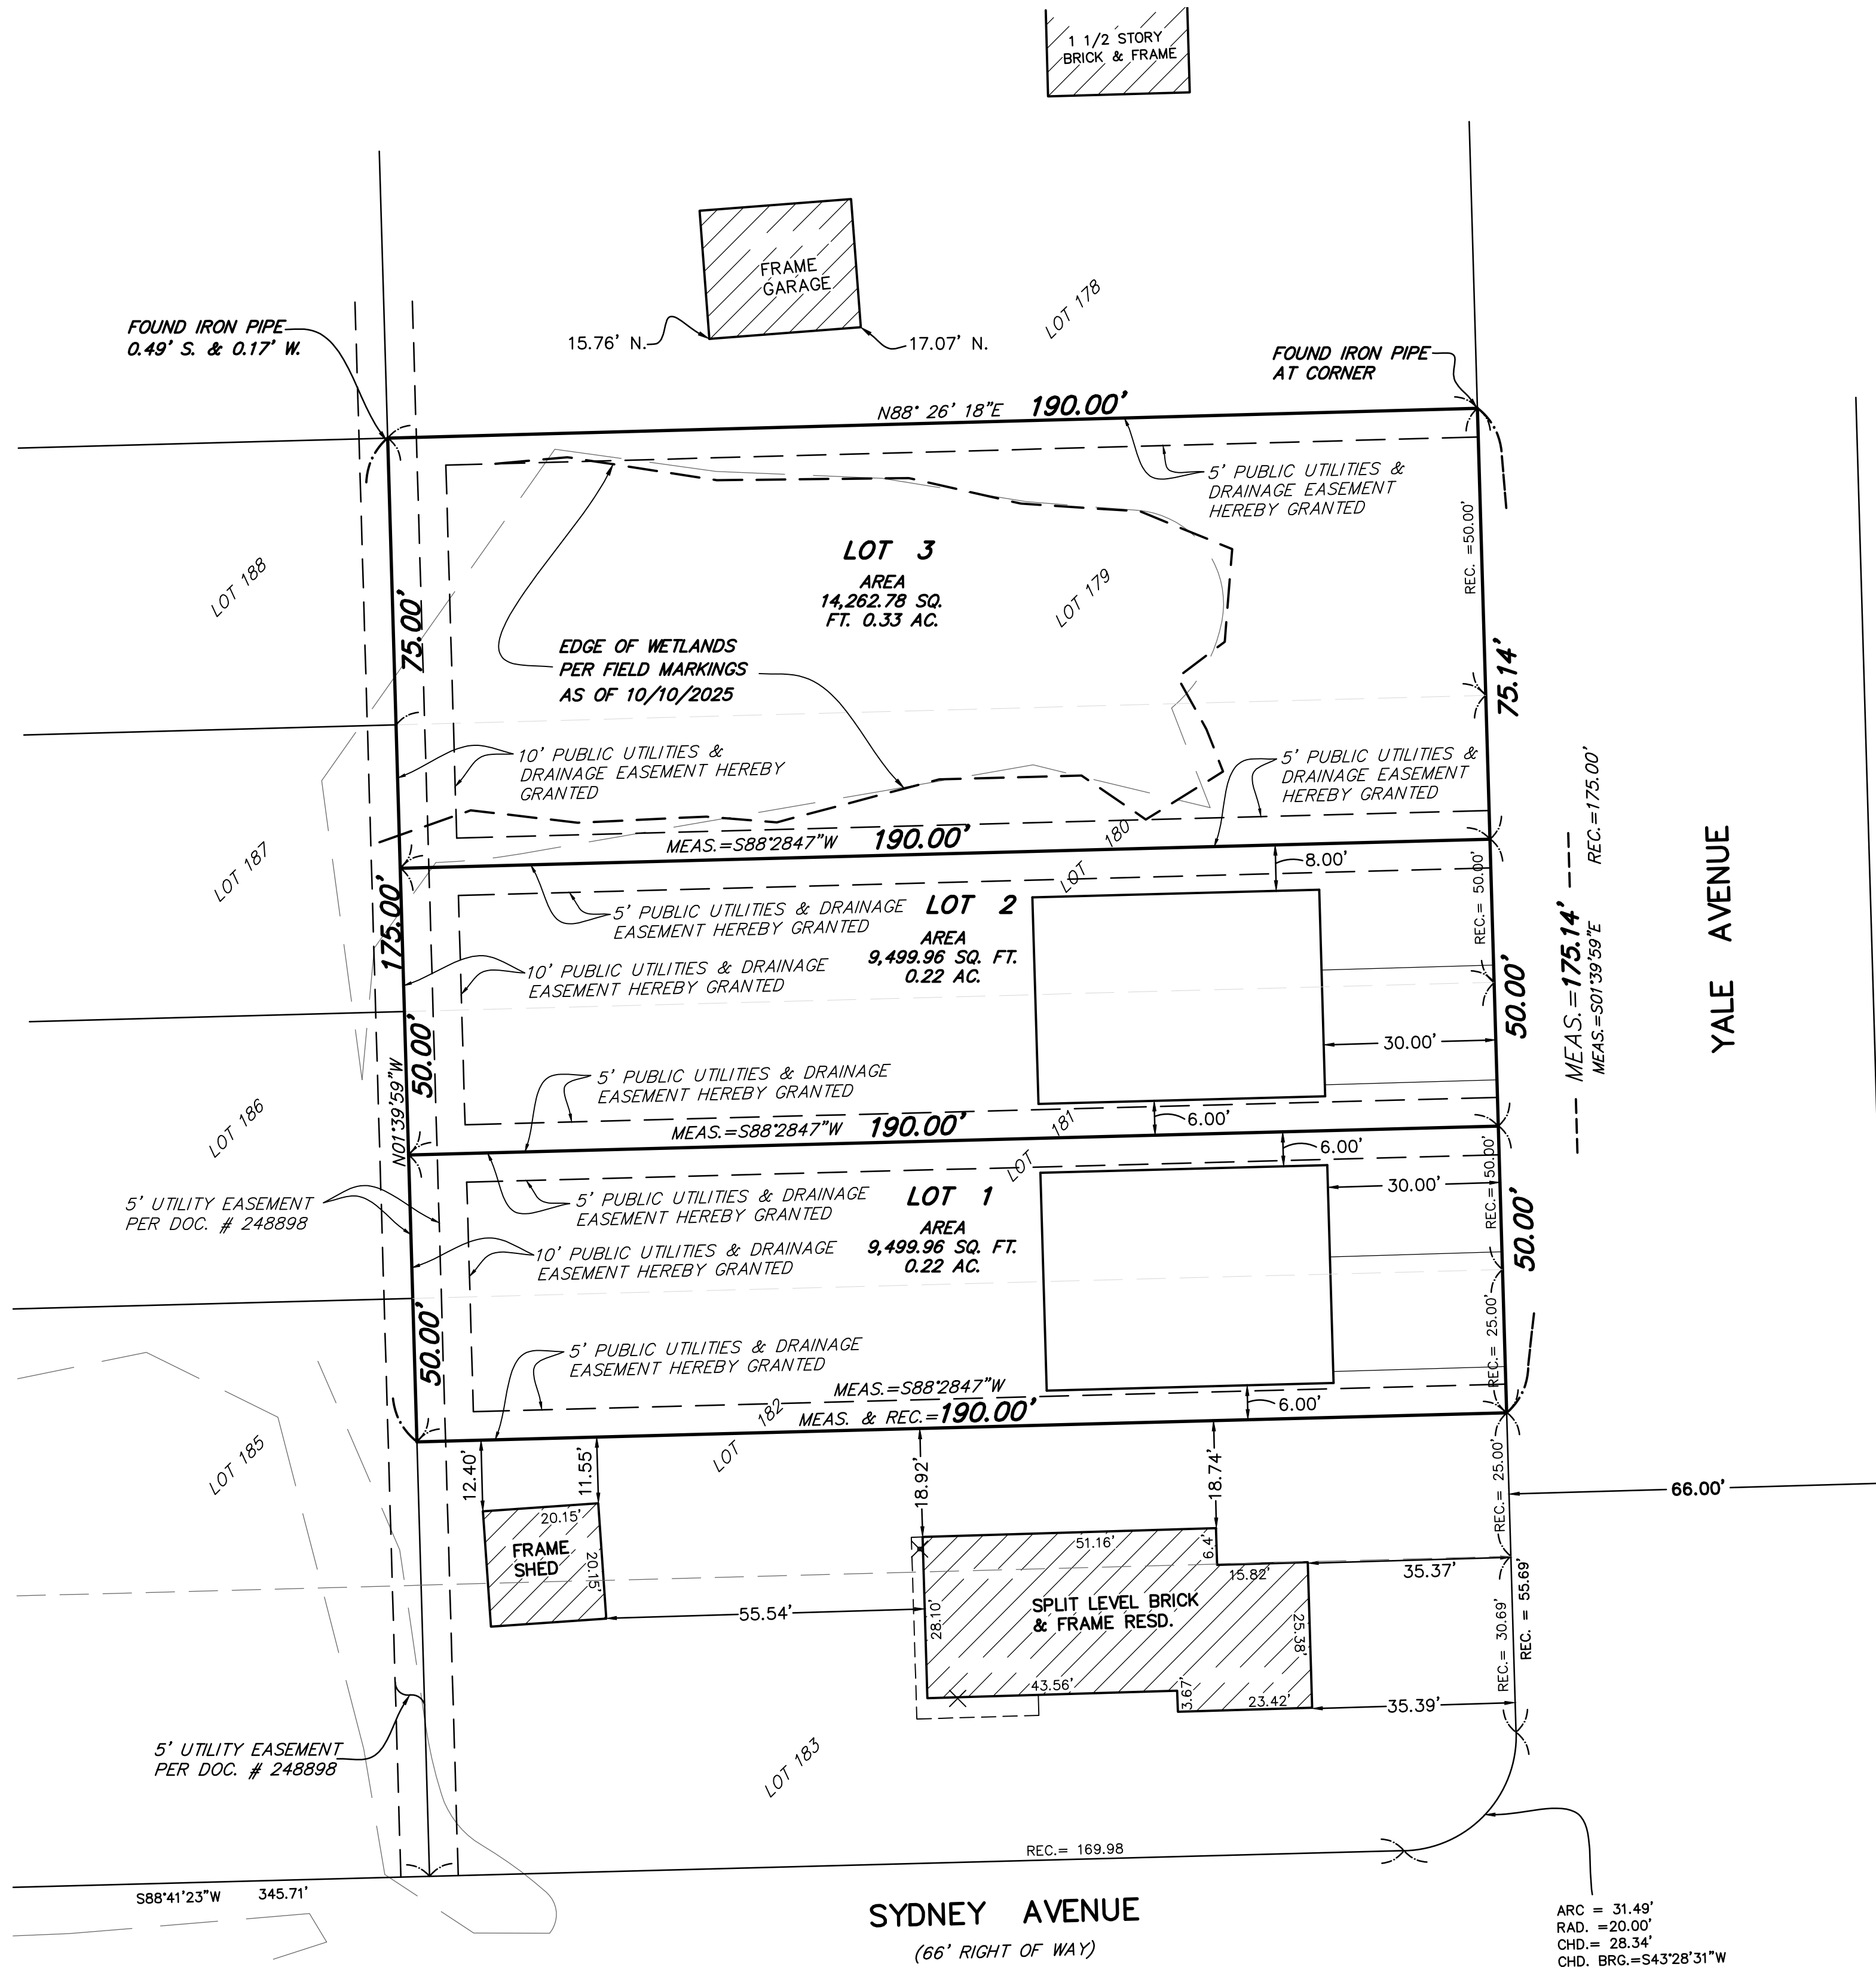 1 1/2 STORY
BRICK & FRAME
FRAME
GARAGE
15.76' N.
17.07' N.
LOT 178
FOUND IRON PIPE
0.49' S. & 0.17' W.
FOUND IRON PIPE
AT CORNER
N88° 26' 18"E 190.00'
5' PUBLIC UTILITIES &
DRAINAGE EASEMENT
HEREBY GRANTED
REC. =50.00'
LOT 3
AREA
14,262.78 SQ.
FT. 0.33 AC.
LOT 179
LOT 188
75.00'
EDGE OF WETLANDS
PER FIELD MARKINGS
AS OF 10/10/2025
75.14'
10' PUBLIC UTILITIES &
DRAINAGE EASEMENT HEREBY
GRANTED
5' PUBLIC UTILITIES &
DRAINAGE EASEMENT
HEREBY GRANTED
MEAS.=S88°2847"W 190.00'
LOT 180
8.00'
LOT 187
175.00'
5' PUBLIC UTILITIES & DRAINAGE
EASEMENT HEREBY GRANTED
LOT 2
AREA
9,499.96 SQ. FT.
0.22 AC.
REC.= 50.00'
10' PUBLIC UTILITIES & DRAINAGE
EASEMENT HEREBY GRANTED
50.00'
50.00'
30.00'
MEAS.=175.14'
MEAS.=S01°39'59"E
REC.=175.00'
YALE AVENUE
N01°39'59"W
LOT 186
5' PUBLIC UTILITIES & DRAINAGE
EASEMENT HEREBY GRANTED
MEAS.=S88°2847"W 190.00'
LOT 181
6.00'
6.00'
REC.= 50.00'
5' UTILITY EASEMENT
PER DOC. # 248898
5' PUBLIC UTILITIES & DRAINAGE
EASEMENT HEREBY GRANTED
LOT 1
AREA
9,499.96 SQ. FT.
0.22 AC.
30.00'
10' PUBLIC UTILITIES & DRAINAGE
EASEMENT HEREBY GRANTED
50.00'
50.00'
REC.= 25.00'
5' PUBLIC UTILITIES & DRAINAGE
EASEMENT HEREBY GRANTED
MEAS.=S88°2847"W
MEAS. & REC.=190.00'
LOT 182
6.00'
LOT 185
12.40'
11.55'
18.92'
18.74'
REC.= 25.00'
66.00'
20.15'
FRAME
SHED
20.15'
51.16'
6.4'
15.82'
35.37'
55.54'
28.10'
SPLIT LEVEL BRICK
& FRAME RESD.
25.38'
REC.= 30.69'
REC. = 55.69'
43.56'
3.67'
23.42'
35.39'
5' UTILITY EASEMENT
PER DOC. # 248898
LOT 183
REC.= 169.98
S88°41'23"W 345.71'
SYDNEY AVENUE
(66' RIGHT OF WAY)
ARC = 31.49'
RAD. =20.00'
CHD.= 28.34'
CHD. BRG.=S43°28'31"W